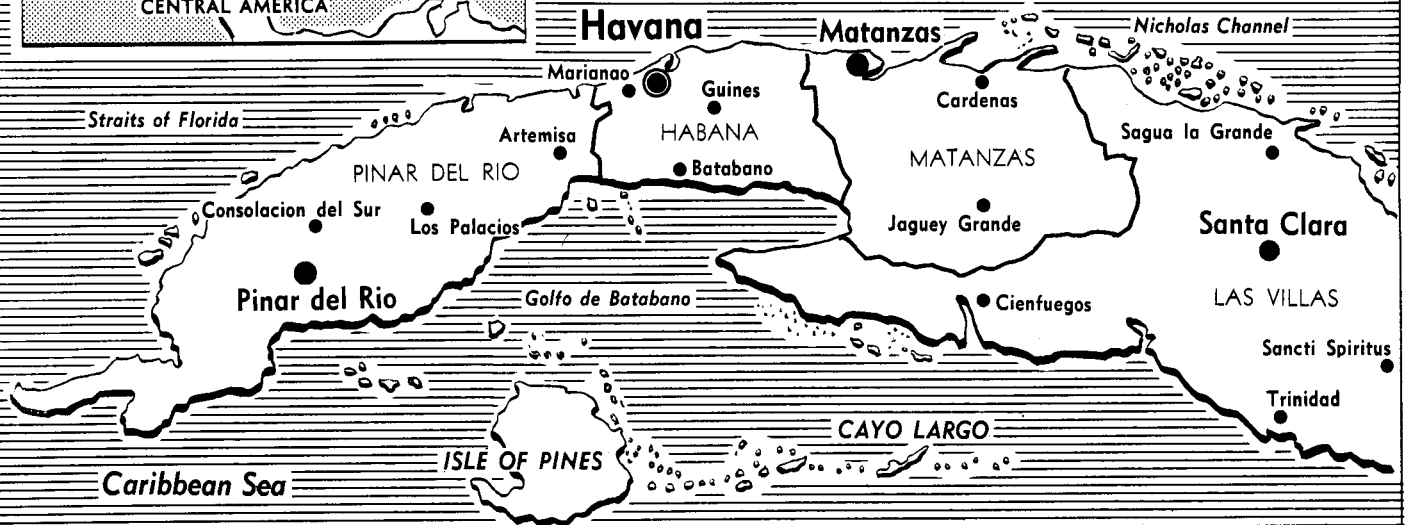 CENTRAL AMERICA
Havana
Matanzas
Nicholas Channel
Marianao
Guines
Cardenas
Straits of Florida
Artemisa
HABANA
Sagua la Grande
PINAR DEL RIO
Batabano
MATANZAS
Consolacion del Sur
Los Palacios
Jaguey Grande
Santa Clara
Pinar del Rio
Golfo de Batabano
Cienfuegos
LAS VILLAS
Sancti Spiritus
Trinidad
CAYO LARGO
ISLE OF PINES
Caribbean Sea